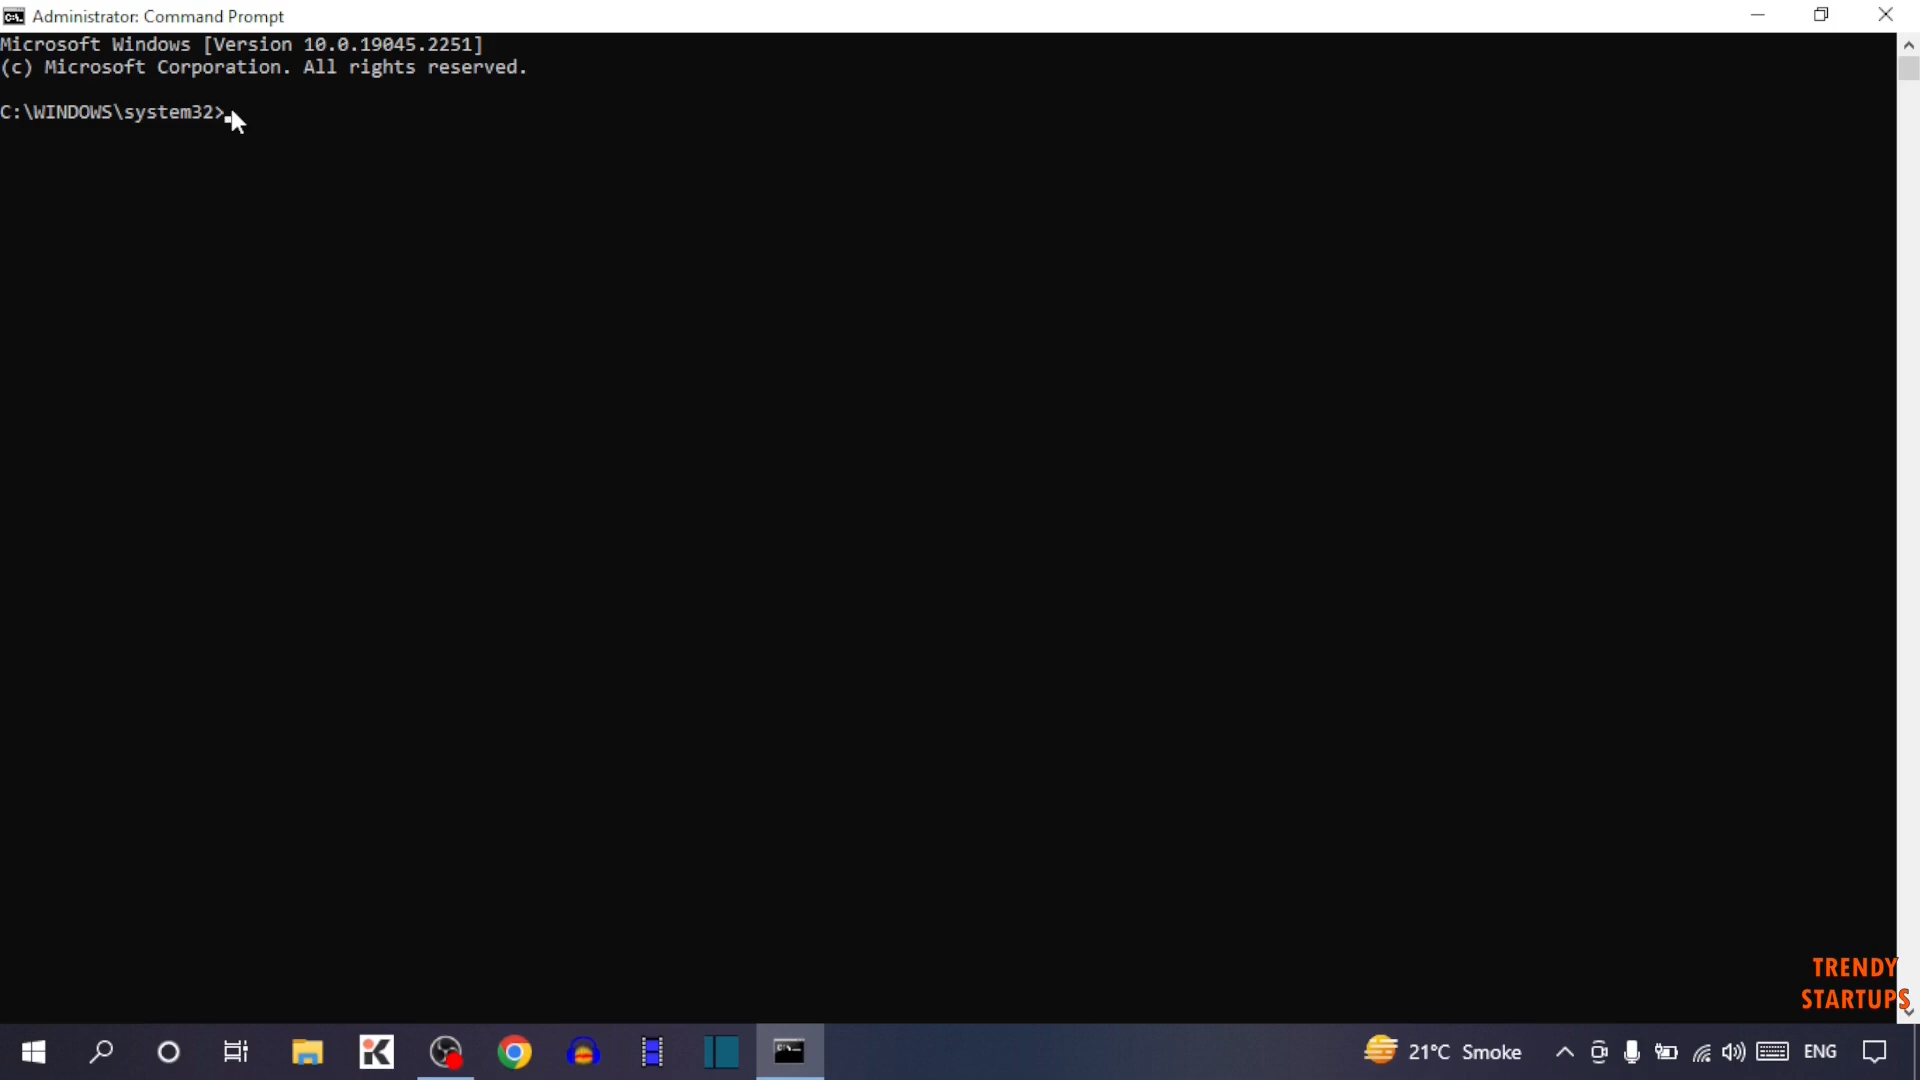 Administrator: Command Prompt
Microsoft Windows [Version 10.0.19045.2251]
(c) Microsoft Corporation. All rights reserved.
C:\WINDOWS\system32>
TRENDY
STARTUPS
21°C Smoke
ENG